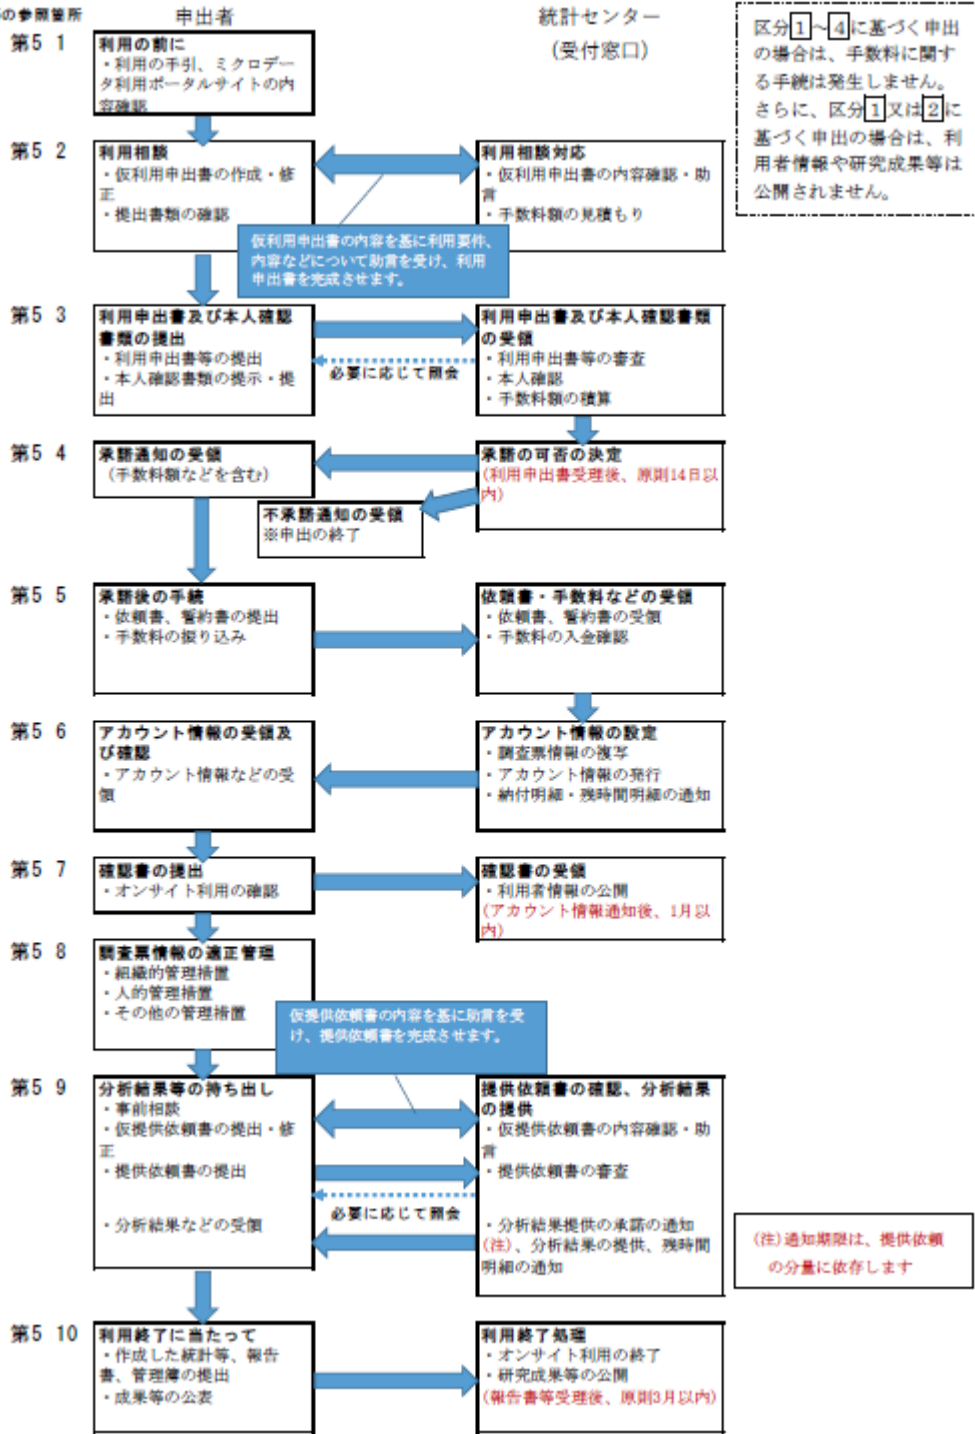 の参照箇所
申出者
統計センター
(受付窓口)
区分1～4に基づく申出
の場合は、手数料に関す
る手続は発生しません。
さらに、区分1又は2に
基づく申出の場合は、利
用者情報や研究成果等は
公開されません。
第5 1
利用の前に
・利用の手引、ミクロデー
タ利用ポータルサイトの内
容確認
第5 2
利用相談
・仮利用申出書の作成・修
正
・提出書類の確認
利用相談対応
・仮利用申出書の内容確認・助
言
・手数料額の見積もり
仮利用申出書の内容を基に利用要件、
内容などについて助言を受け、利用
申出書を完成させます。
第5 3
利用申出書及び本人確認
書類の提出
・利用申出書等の提出
・本人確認書類の提示・提
出
必要に応じて照会
利用申出書及び本人確認書類
の受領
・利用申出書等の審査
・本人確認
・手数料額の積算
第5 4
承諾通知の受領
（手数料額などを含む）
承諾の可否の決定
(利用申出書受理後、原則14日以
内)
不承諾通知の受領
※申出の終了
第5 5
承諾後の手続
・依頼書、誓約書の提出
・手数料の振り込み
依頼書・手数料などの受領
・依頼書、誓約書の受領
・手数料の入金確認
第5 6
アカウント情報の受領及
び確認
・アカウント情報などの受
領
アカウント情報の設定
・調査票情報の複写
・アカウント情報の発行
・納付明細・残時間明細の通知
第5 7
確認書の提出
・オンサイト利用の確認
確認書の受領
・利用者情報の公開
(アカウント情報通知後、1月以
内)
第5 8
調査票情報の適正管理
・組織的管理措置
・人的管理措置
・その他の管理措置
仮提供依頼書の内容を基に助言を受
け、提供依頼書を完成させます。
第5 9
分析結果等の持ち出し
・事前相談
・仮提供依頼書の提出・修
正
・提供依頼書の提出
・分析結果などの受領
必要に応じて照会
提供依頼書の確認、分析結果
の提供
・仮提供依頼書の内容確認・助
言
・提供依頼書の審査
・分析結果提供の承諾の通知
(注)、分析結果の提供、残時間
明細の通知
(注)通知期限は、提供依頼
の分量に依存します
第5 10
利用終了に当たって
・作成した統計等、報告
書、管理簿の提出
・成果等の公表
利用終了処理
・オンサイト利用の終了
・研究成果等の公開
(報告書等受理後、原則3月以内)